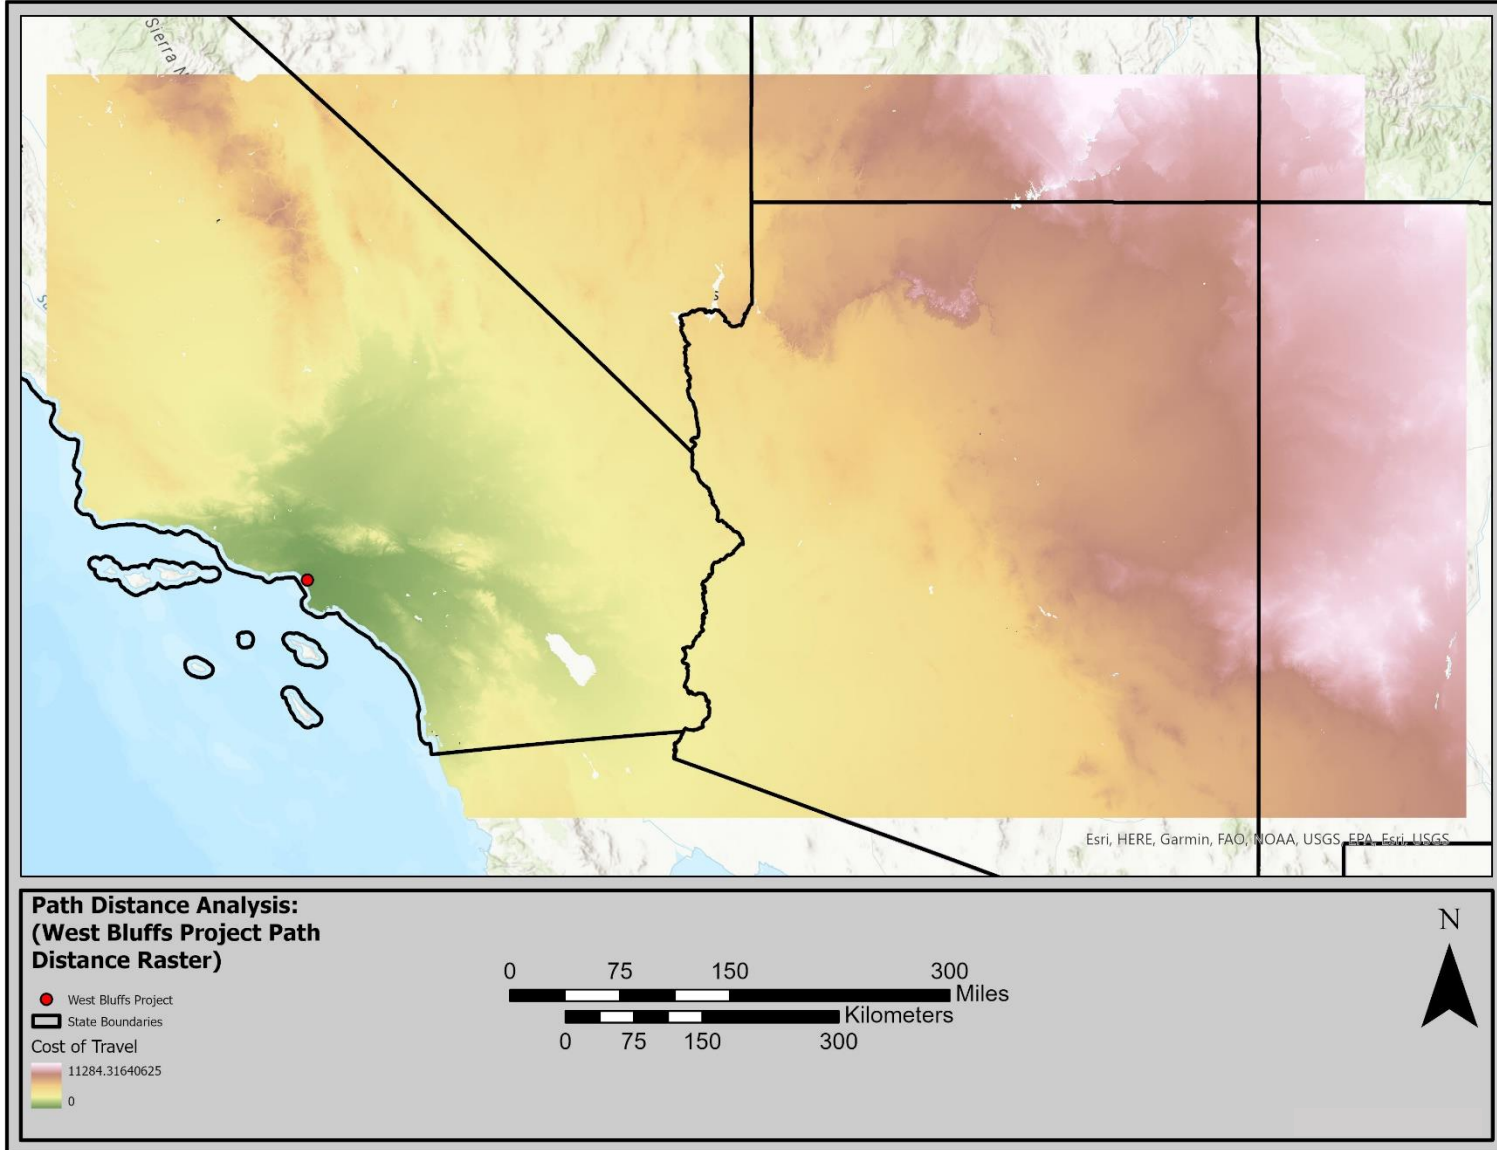 Sierra N
S
Esri, HERE, Garmin, FAO, NOAA, USGS, EPA, Esri, USGS
Path Distance Analysis:
(West Bluffs Project Path
Distance Raster)
West Bluffs Project
State Boundaries
Cost of Travel
11284.31640625
0
0 75 150 300
Miles
Kilometers
0 75 150 300
N